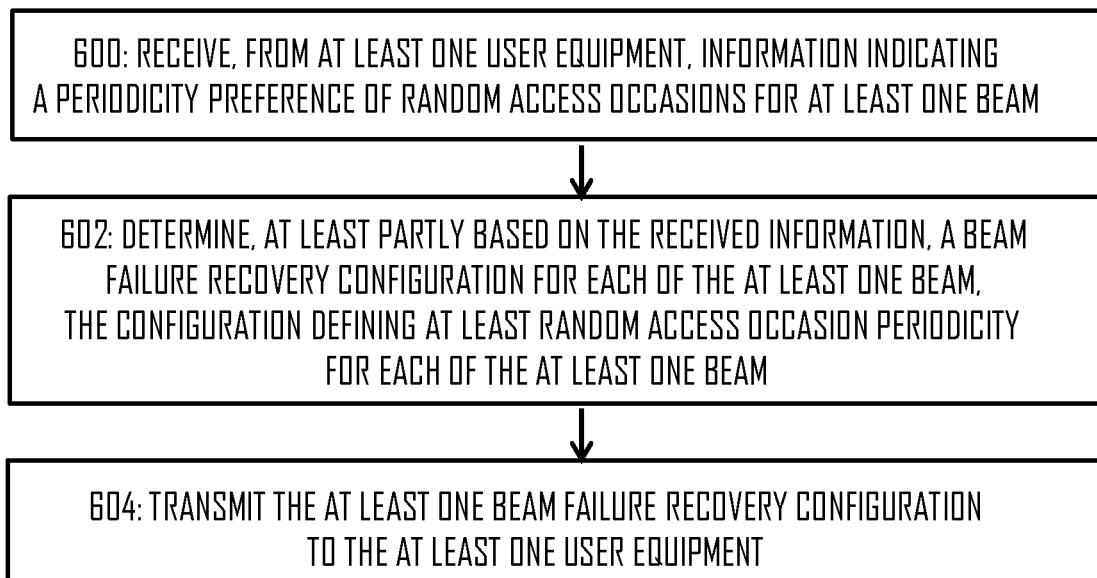 600: RECEIVE, FROM AT LEAST ONE USER EQUIPMENT, INFORMATION INDICATING
A PERIODICITY PREFERENCE OF RANDOM ACCESS OCCASIONS FOR AT LEAST ONE BEAM
602: DETERMINE, AT LEAST PARTLY BASED ON THE RECEIVED INFORMATION, A BEAM
FAILURE RECOVERY CONFIGURATION FOR EACH OF THE AT LEAST ONE BEAM,
THE CONFIGURATION DEFINING AT LEAST RANDOM ACCESS OCCASION PERIODICITY
FOR EACH OF THE AT LEAST ONE BEAM
604: TRANSMIT THE AT LEAST ONE BEAM FAILURE RECOVERY CONFIGURATION
TO THE AT LEAST ONE USER EQUIPMENT